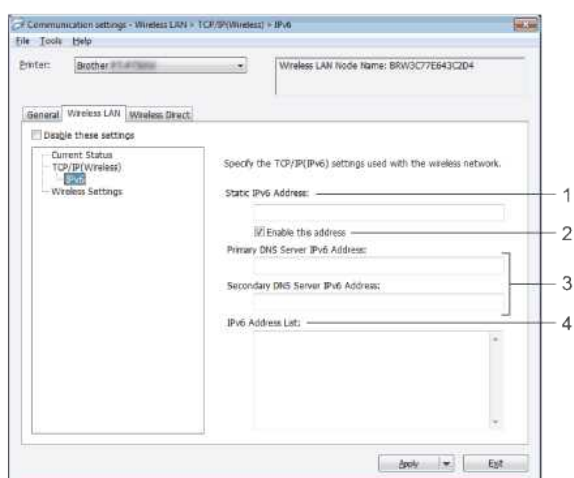 Communication settings - Wireless LAN > TCP/IP(Wireless) > IPv6
File Tools Help
Printer: Brother
Wireless LAN Node Name: BRW3C77E643C2D4
General Wireless LAN Wireless Direct
Disable these settings
Current Status
TCP/IP(Wireless)
IPv6
Wireless Settings
Specify the TCP/IP(IPv6) settings used with the wireless network.
Static IPv6 Address:
1
Enable this address
2
Primary DNS Server IPv6 Address:
3
Secondary DNS Server IPv6 Address:
IPv6 Address List:
4
Apply
Exit